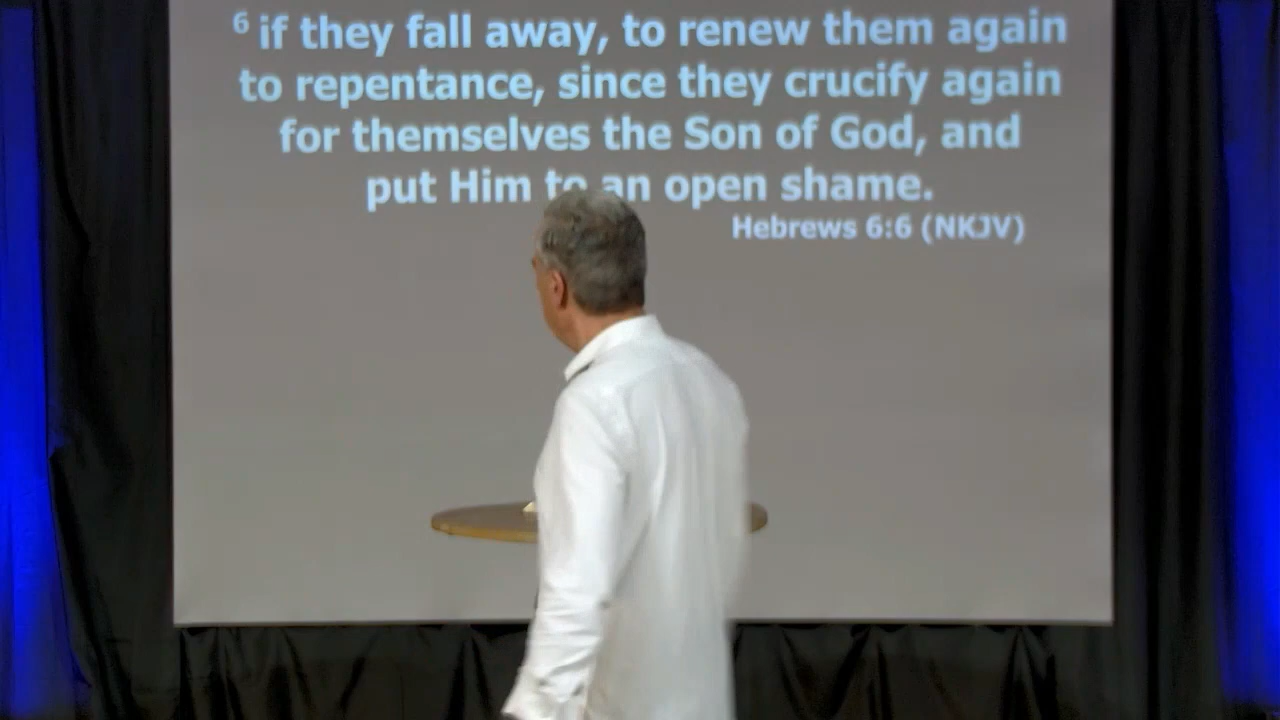 6 if they fall away, to renew them again
to repentance, since they crucify again
for themselves the Son of God, and
put Him to an open shame.
Hebrews 6:6 (NKJV)